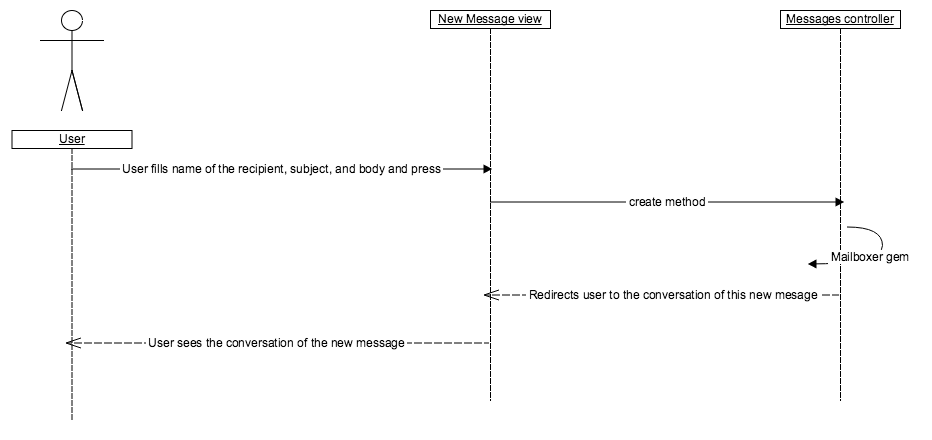 New Message view
Messages controller
User
User fills name of the recipient, subject, and body and press
create method
Mailboxer gem
Redirects user to the conversation of this new mesage
User sees the conversation of the new message